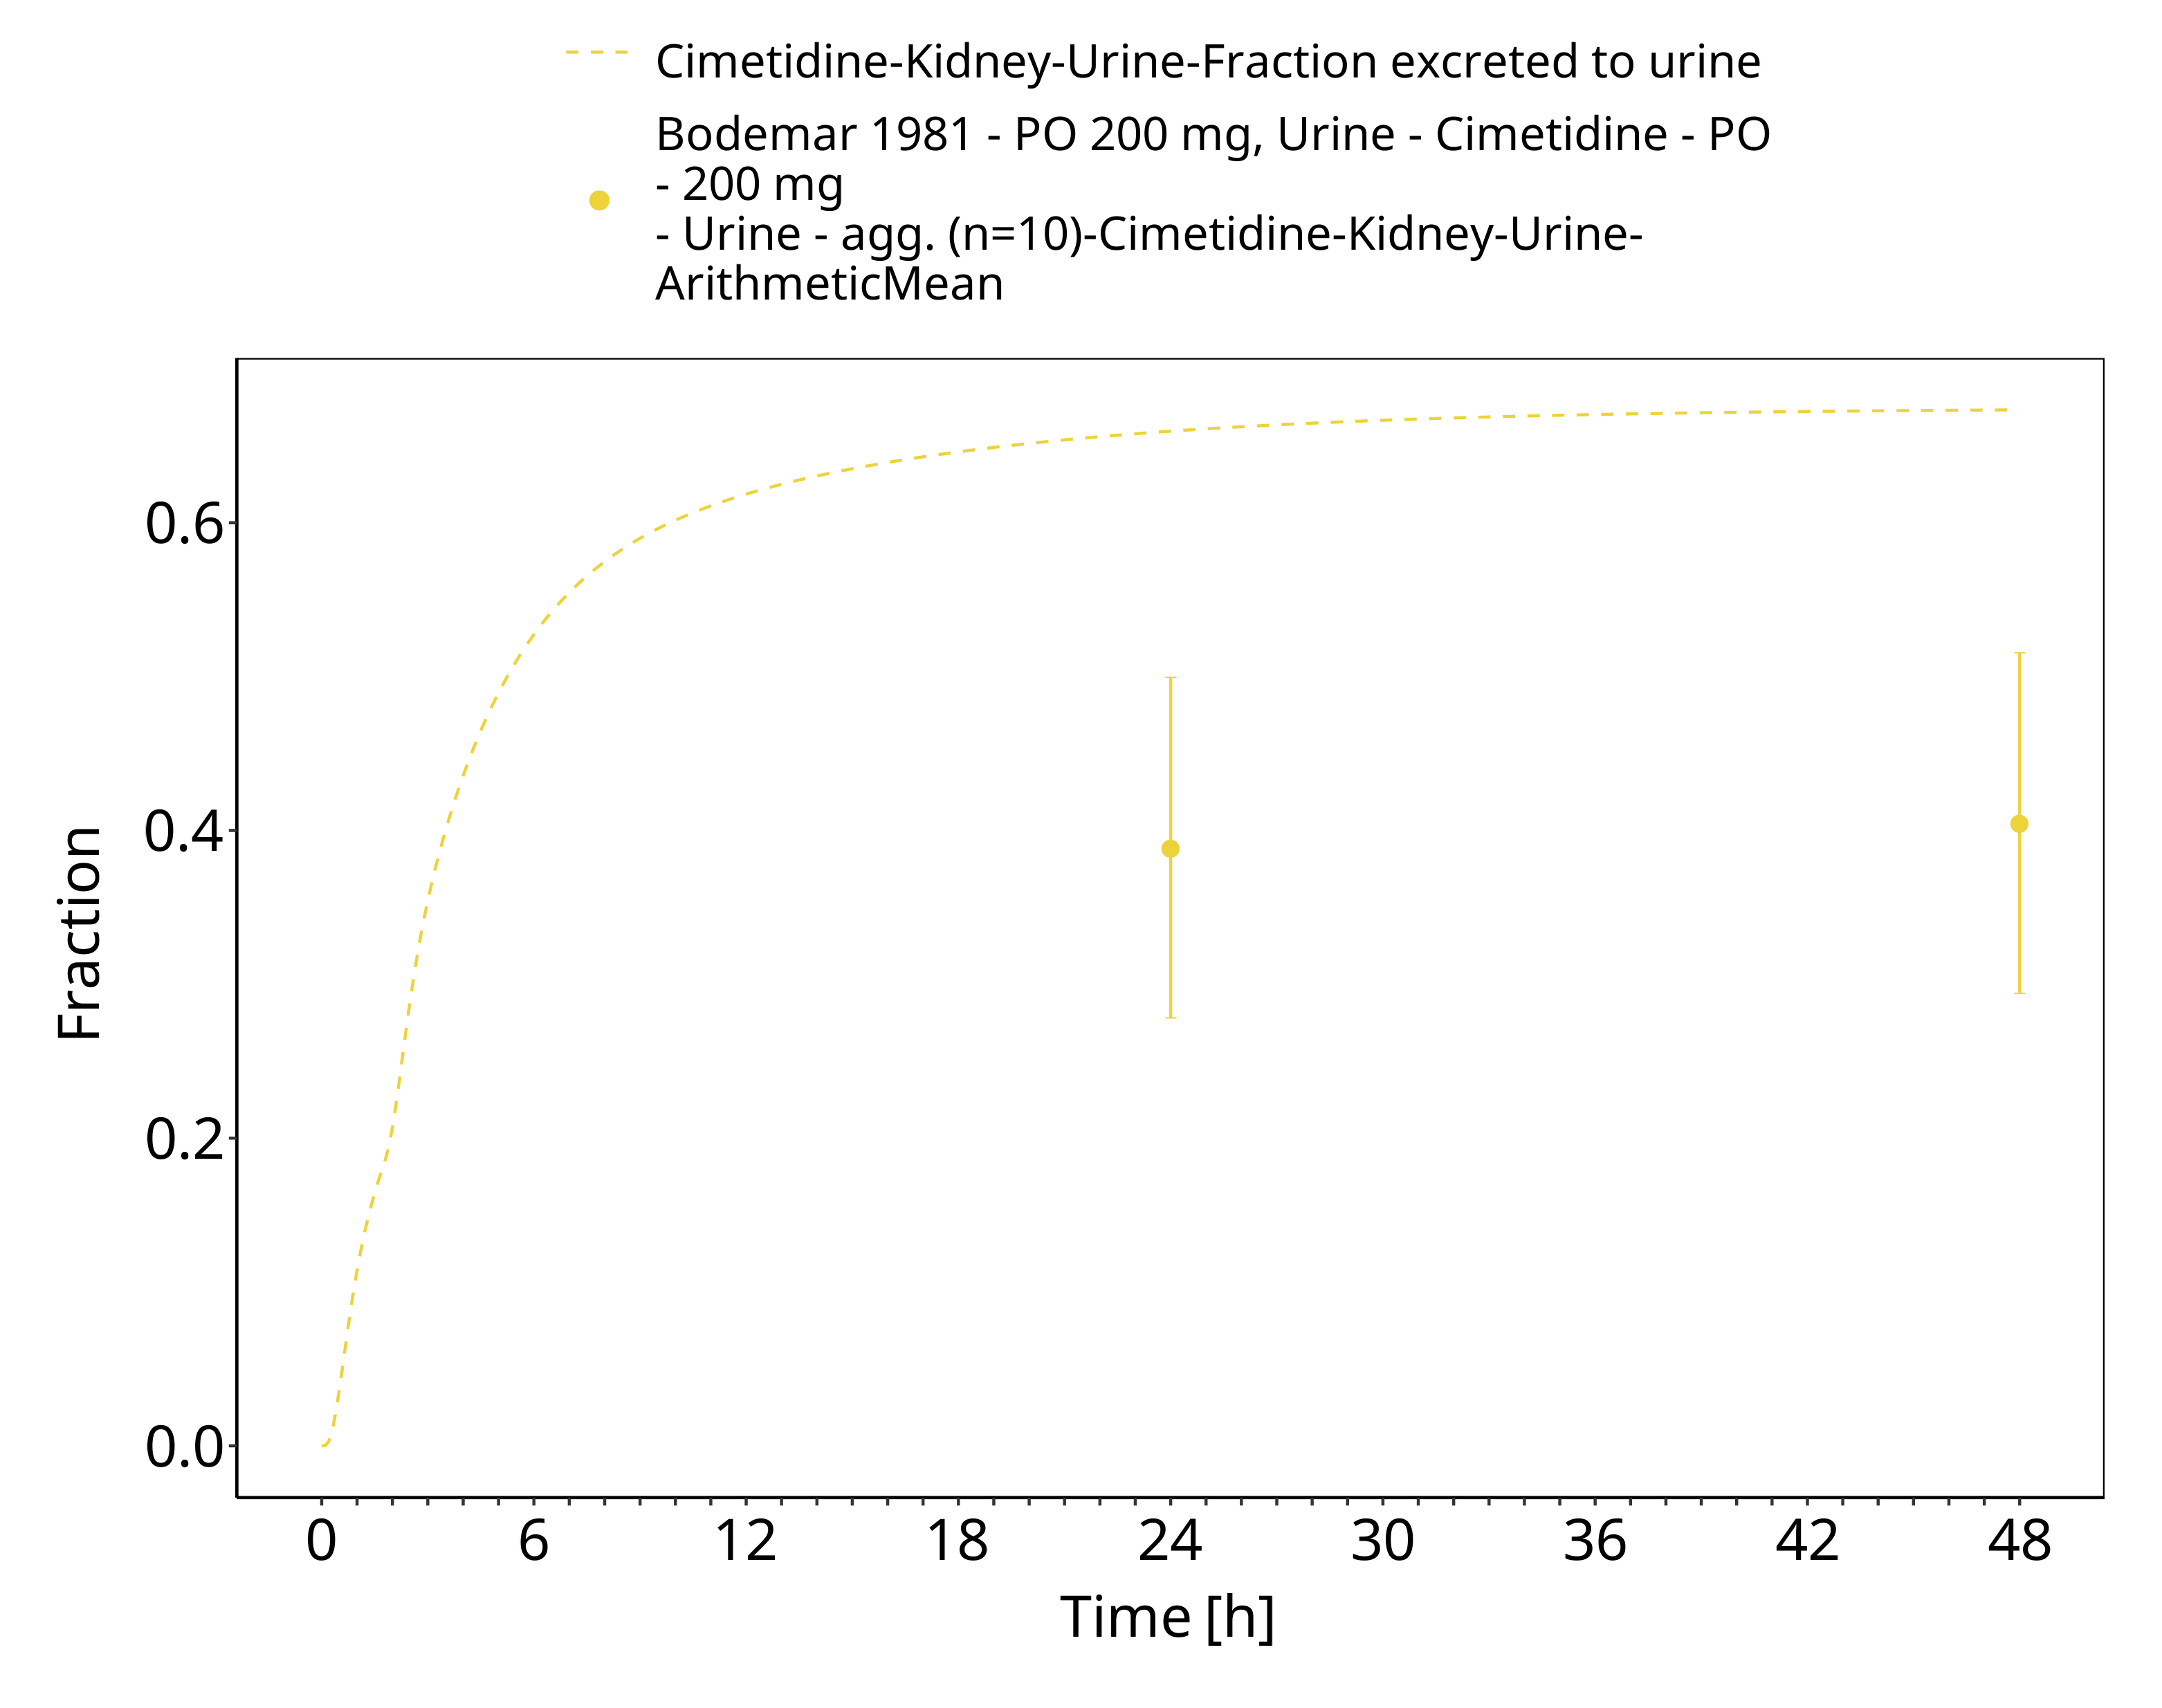 Cimetidine-Kidney-Urine-Fraction excreted to urine
Bodemar 1981 - PO 200 mg, Urine - Cimetidine - PO
- 200 mg
- Urine - agg. (n=10)-Cimetidine-Kidney-Urine-
ArithmeticMean
0.6
0.4
0.2
0.0
Fraction
0 6 12 18 24 30 36 42 48
Time [h]